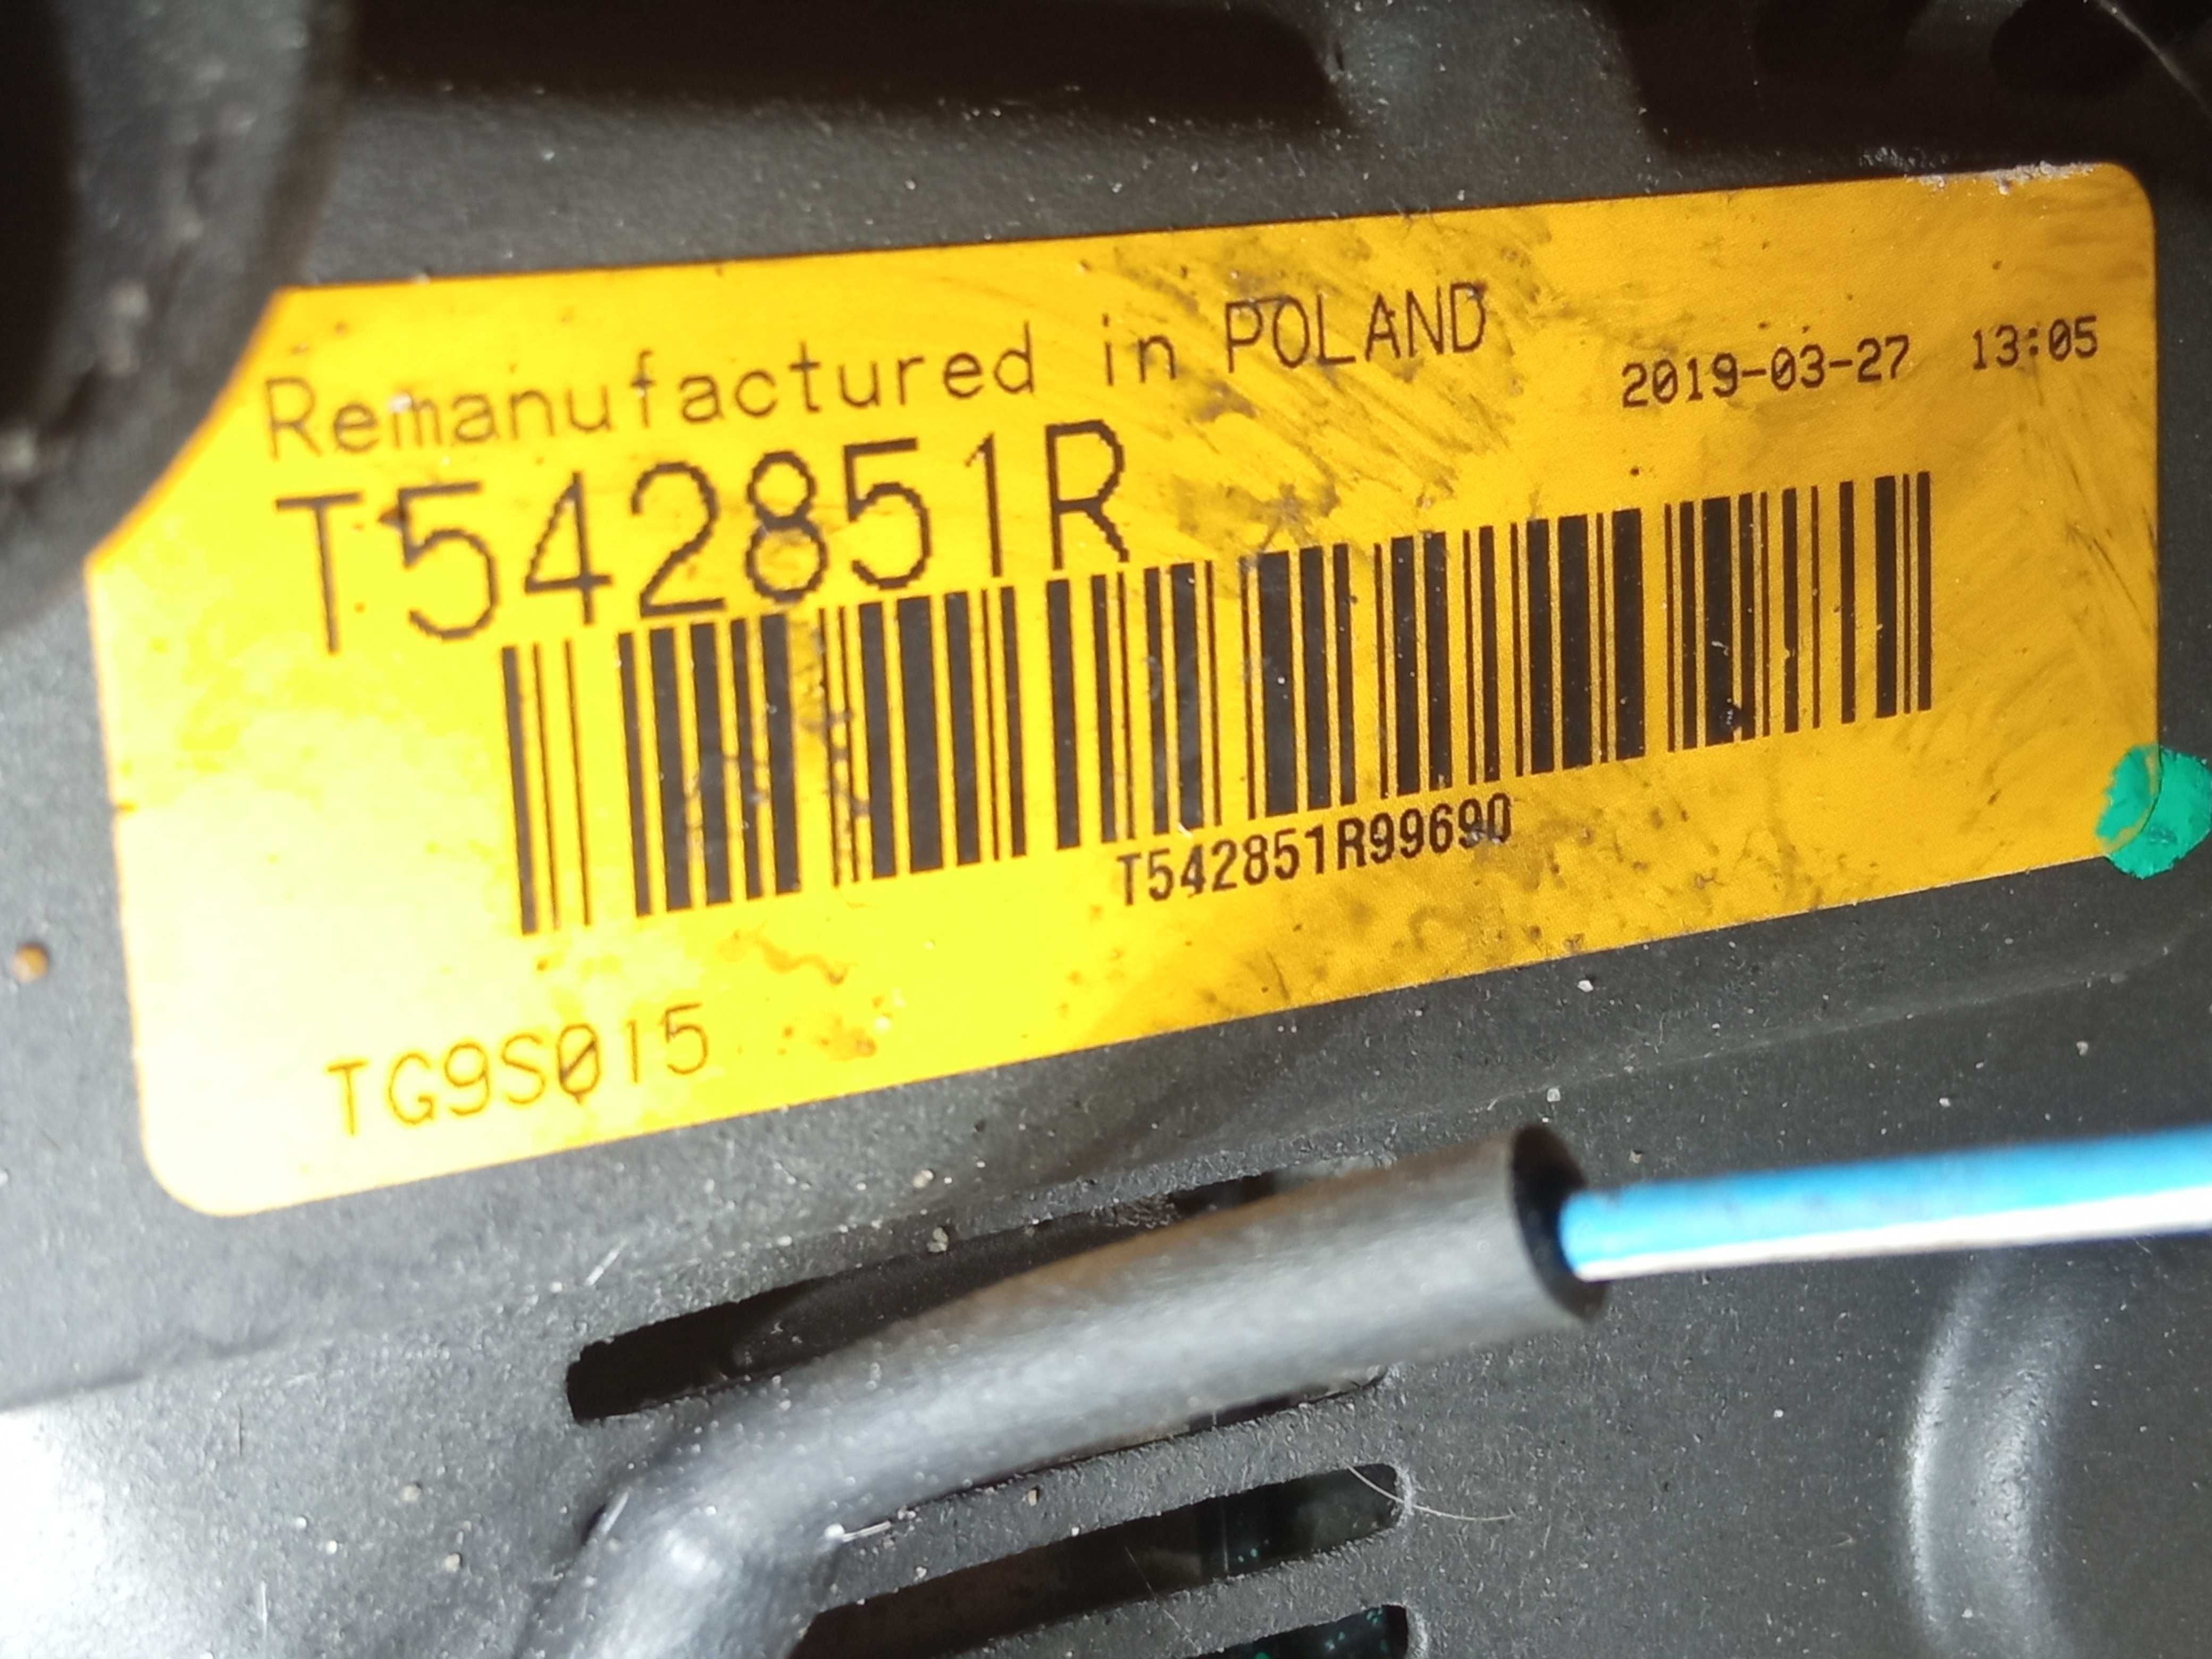 Remanufactured in POLAND
2019-03-27 13:05
T542851R
T542851R99690
TG9S015